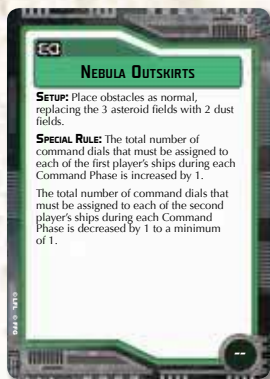 NEBULA OUTSKIRTS
SETUP: Place obstacles as normal,
replacing the 3 asteroid fields with 2 dust
fields.
SPECIAL RULE: The total number of
command dials that must be assigned to
each of the first player's ships during each
Command Phase is increased by 1.
The total number of command dials that
must be assigned to each of the second
player's ships during each Command
Phase is decreased by 1 to a minimum
of 1.
© LFL © FFG
--